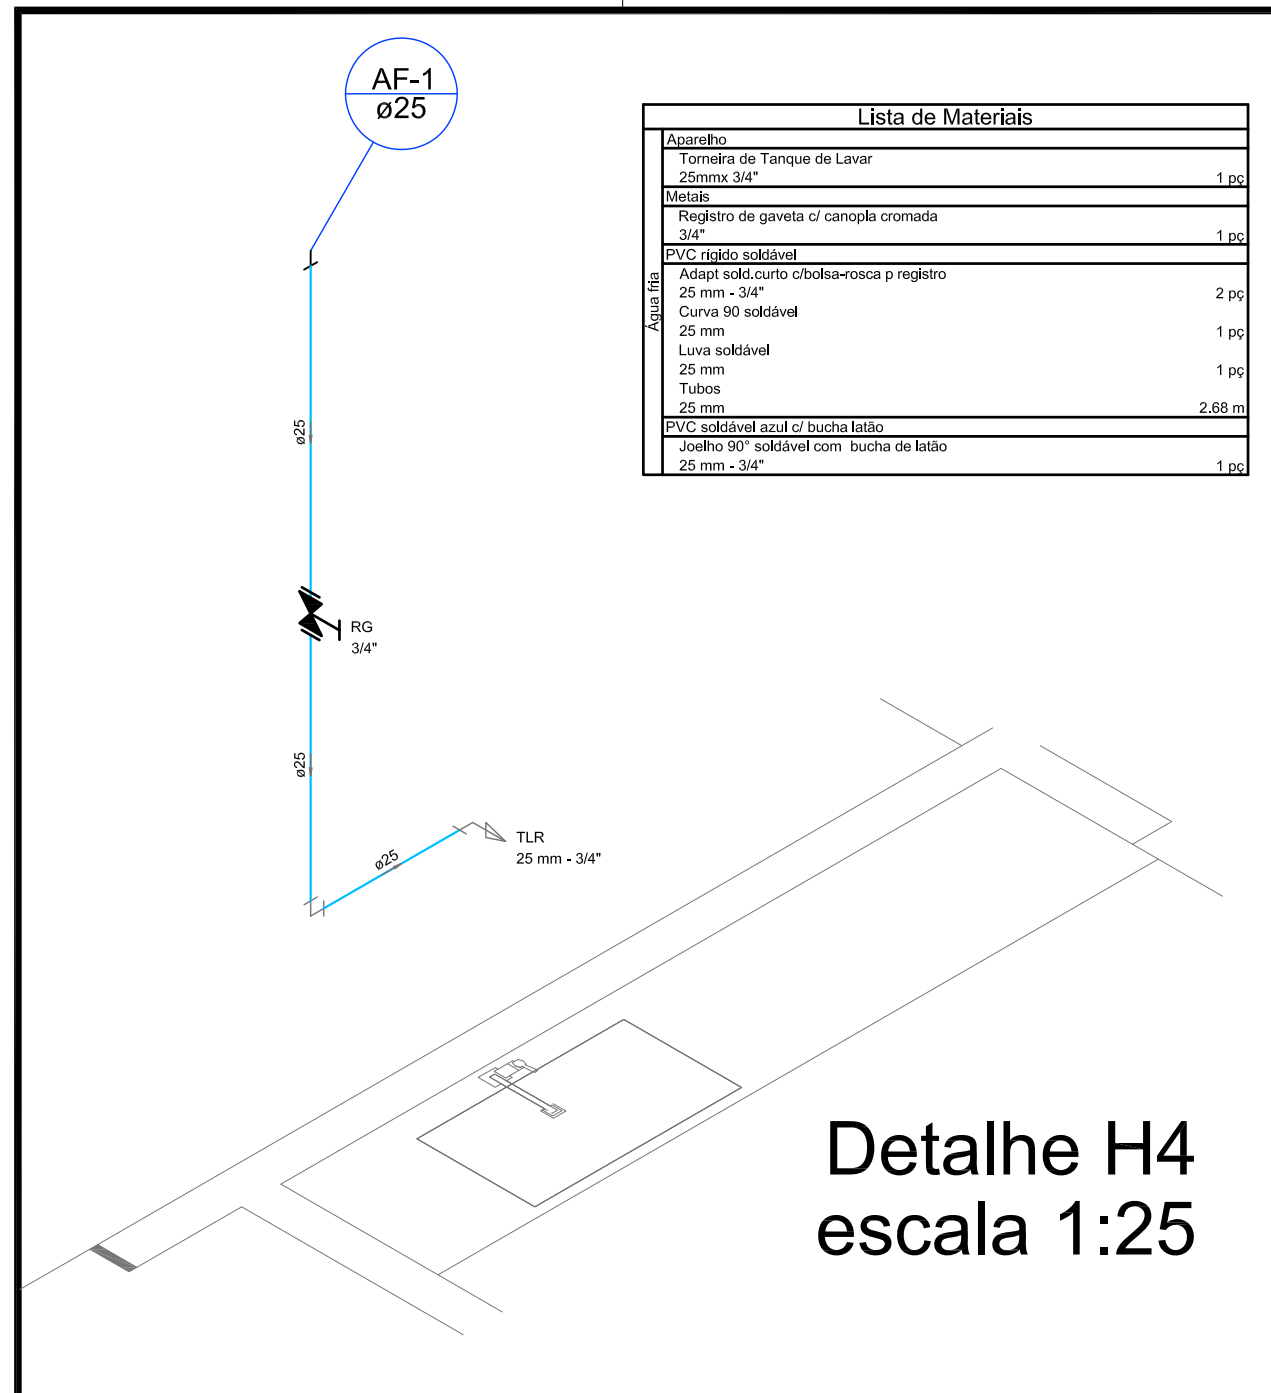 AF-1
ø25
Lista de Materiais
Água fria
Aparelho
Torneira de Tanque de Lavar
25mmx 3/4" 1 pç
Metais
Registro de gaveta c/ canopla cromada
3/4" 1 pç
PVC rígido soldável
Adapt sold.curto c/bolsa-rosca p registro
25 mm - 3/4" 2 pç
Curva 90 soldável
25 mm 1 pç
Luva soldável
25 mm 1 pç
Tubos
25 mm 2.68 m
PVC soldável azul c/ bucha latão
Joelho 90° soldável com bucha de latão
25 mm - 3/4" 1 pç
ø25
RG
3/4"
ø25
ø25
TLR
25 mm - 3/4"
Detalhe H4
escala 1:25